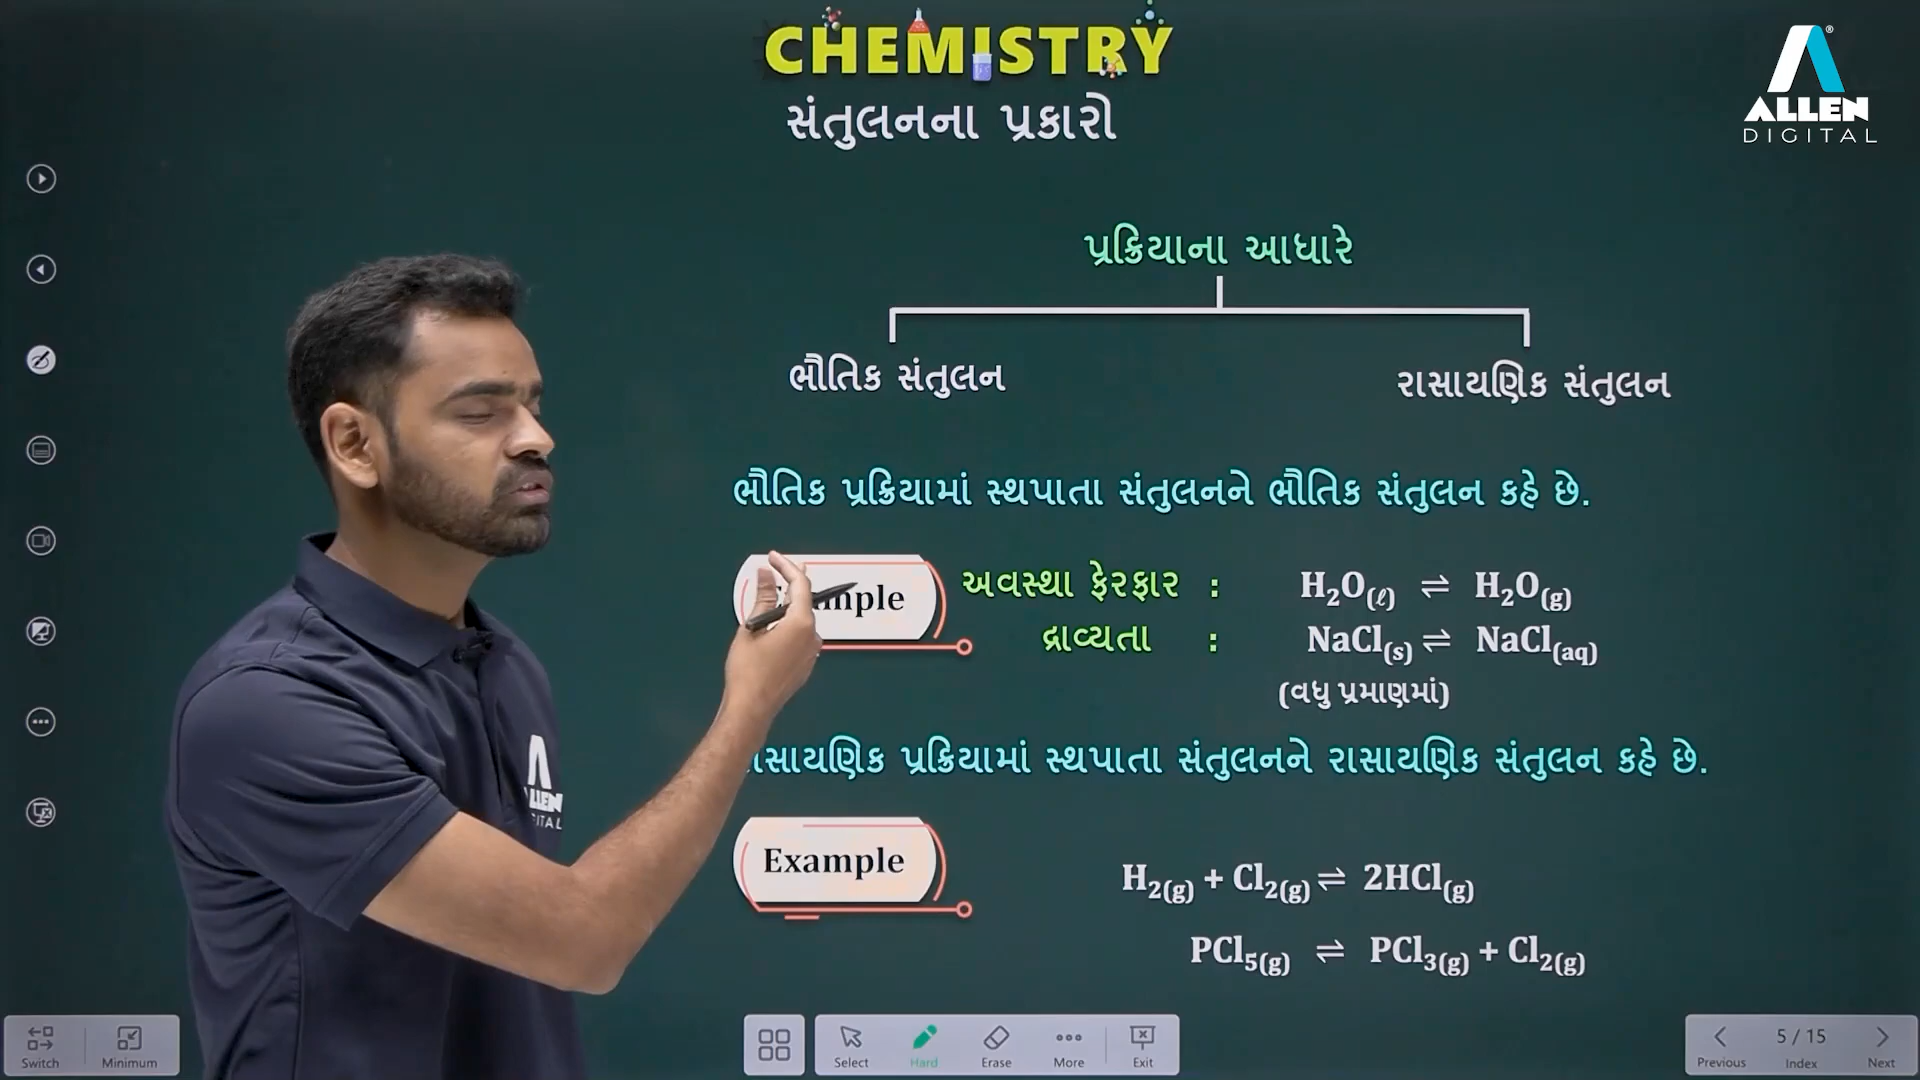 CHEMISTRY
સંતુલનના પ્રકારો
ALLEN
DIGITAL
પ્રક્રિયાના આધારે
ભૌતિક સંતુલન
રાસાયણિક સંતુલન
ભૌતિક પ્રક્રિયામાં સ્થપાતા સંતુલનને ભૌતિક સંતુલન કહે છે.
અવસ્થા ફેરફાર : H₂O(ℓ) ⇌ H₂O(g)
દ્રાવ્યતા : NaCl(s) ⇌ NaCl(aq)
(વધુ પ્રમાણમાં)
પ્રક્રિયામાં સ્થપાતા સંતુલનને રાસાયણિક સંતુલન કહે છે.
Example
H₂(g) + Cl₂(g) ⇌ 2HCl(g)
PCl₅(g) ⇌ PCl₃(g) + Cl₂(g)
Switch
Minimum
Select
Hard
Erase
More
Exit
Previous
5 / 15
Index
Next